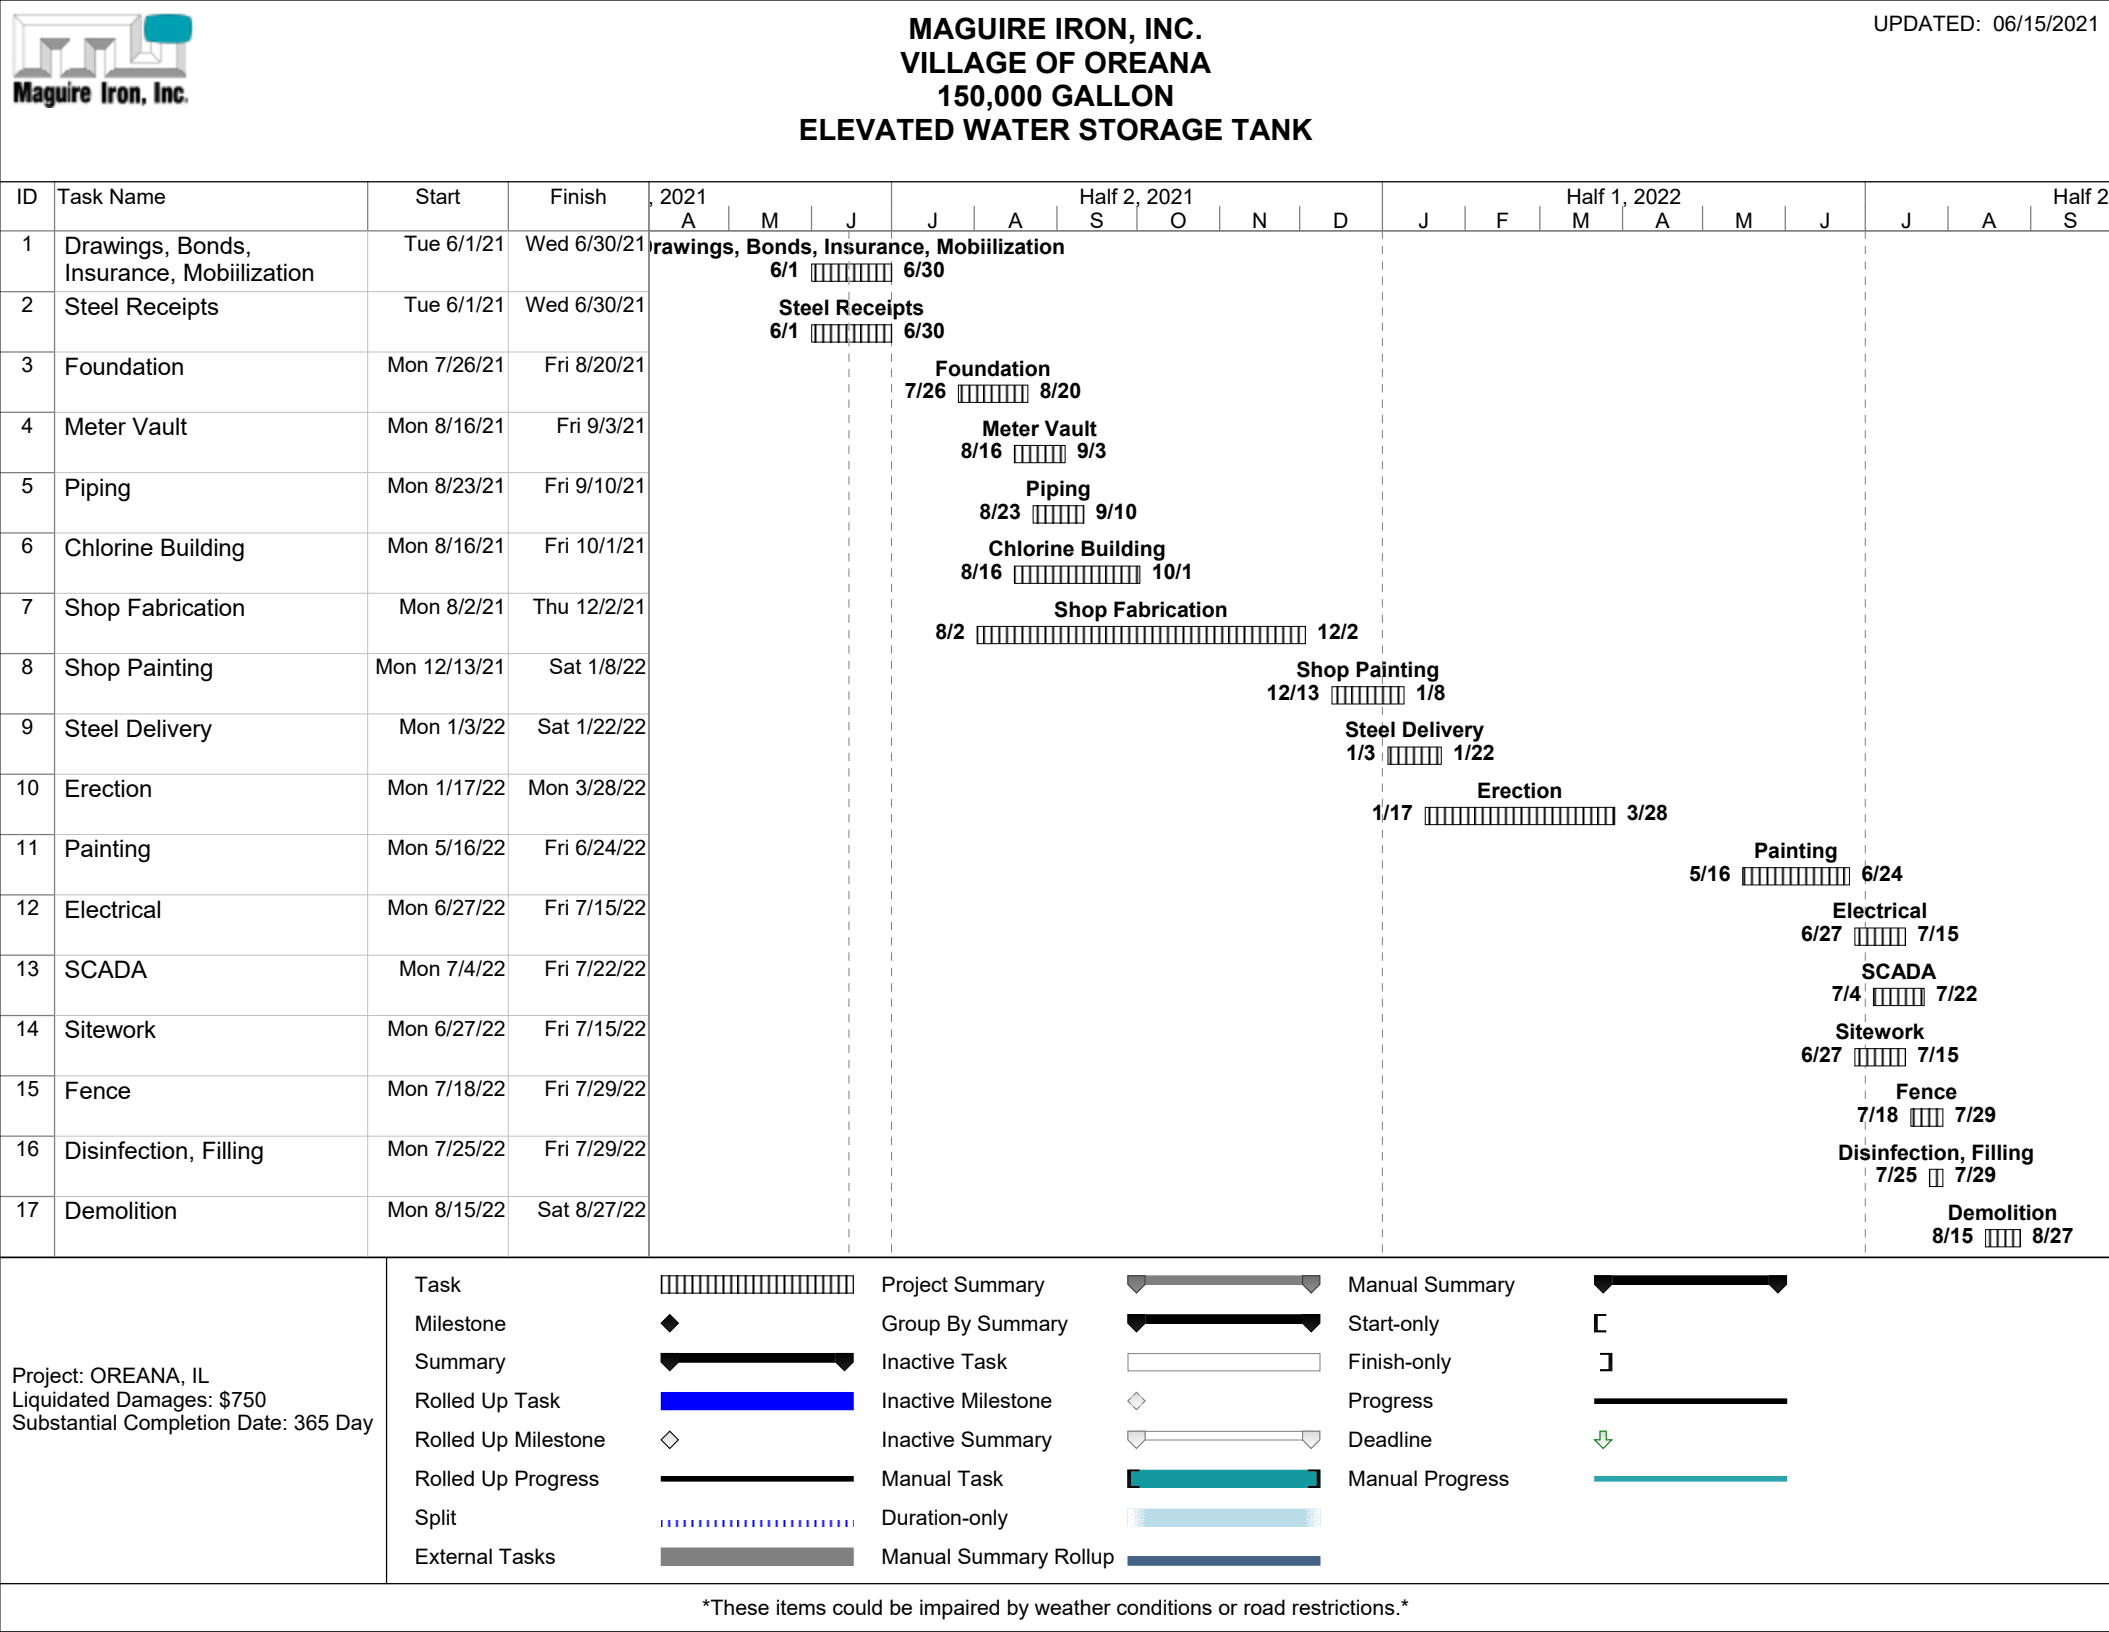 Maguire Iron, Inc.
MAGUIRE IRON, INC.
VILLAGE OF OREANA
150,000 GALLON
ELEVATED WATER STORAGE TANK
UPDATED: 06/15/2021
ID Task Name Start Finish , 2021 Half 2, 2021 Half 1, 2022 Half 2
A M J J A S O N D J F M A M J J A S
1 Drawings, Bonds, Tue 6/1/21 Wed 6/30/21 rawings, Bonds, Insurance, Mobiilization
Insurance, Mobiilization 6/1 6/30
2 Steel Receipts Tue 6/1/21 Wed 6/30/21 Steel Receipts
6/1 6/30
3 Foundation Mon 7/26/21 Fri 8/20/21 Foundation
7/26 8/20
4 Meter Vault Mon 8/16/21 Fri 9/3/21 Meter Vault
8/16 9/3
5 Piping Mon 8/23/21 Fri 9/10/21 Piping
8/23 9/10
6 Chlorine Building Mon 8/16/21 Fri 10/1/21 Chlorine Building
8/16 10/1
7 Shop Fabrication Mon 8/2/21 Thu 12/2/21 Shop Fabrication
8/2 12/2
8 Shop Painting Mon 12/13/21 Sat 1/8/22 Shop Painting
12/13 1/8
9 Steel Delivery Mon 1/3/22 Sat 1/22/22 Steel Delivery
1/3 1/22
10 Erection Mon 1/17/22 Mon 3/28/22 Erection
1/17 3/28
11 Painting Mon 5/16/22 Fri 6/24/22 Painting
5/16 6/24
12 Electrical Mon 6/27/22 Fri 7/15/22 Electrical
6/27 7/15
13 SCADA Mon 7/4/22 Fri 7/22/22 SCADA
7/4 7/22
14 Sitework Mon 6/27/22 Fri 7/15/22 Sitework
6/27 7/15
15 Fence Mon 7/18/22 Fri 7/29/22 Fence
7/18 7/29
16 Disinfection, Filling Mon 7/25/22 Fri 7/29/22 Disinfection, Filling
7/25 7/29
17 Demolition Mon 8/15/22 Sat 8/27/22 Demolition
8/15 8/27
Project: OREANA, IL
Liquidated Damages: $750
Substantial Completion Date: 365 Day
Task
Milestone
Summary
Rolled Up Task
Rolled Up Milestone
Rolled Up Progress
Split
External Tasks
Project Summary
Group By Summary
Inactive Task
Inactive Milestone
Inactive Summary
Manual Task
Duration-only
Manual Summary Rollup
Manual Summary
Start-only
Finish-only
Progress
Deadline
Manual Progress
*These items could be impaired by weather conditions or road restrictions.*